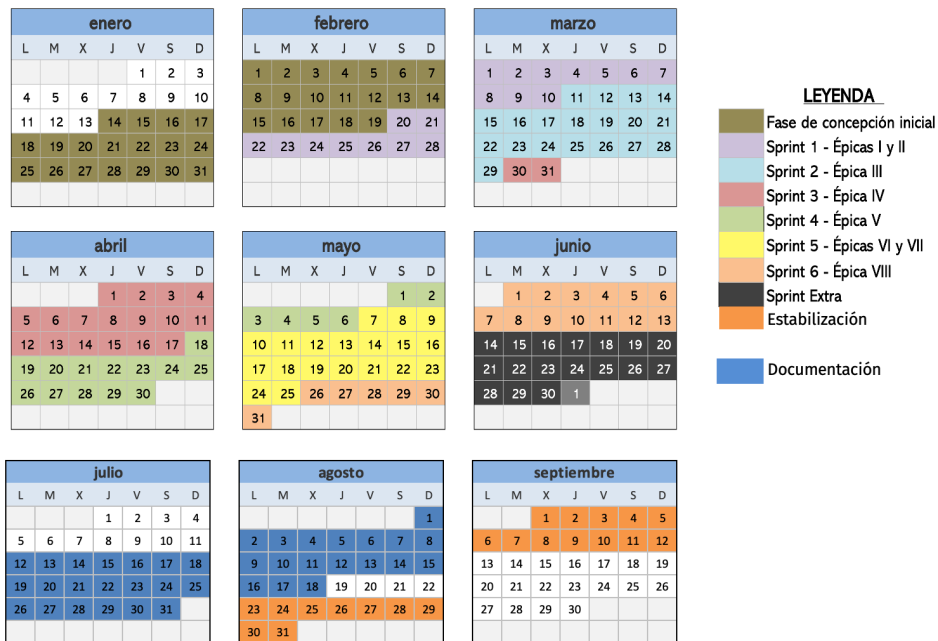 enero febrero marzo
L M X J V S D L M X J V S D L M X J V S D
1 2 3 1 2 3 4 5 6 7 1 2 3 4 5 6 7
4 5 6 7 8 9 10 8 9 10 11 12 13 14 8 9 10 11 12 13 14
11 12 13 14 15 16 17 15 16 17 18 19 20 21 15 16 17 18 19 20 21
18 19 20 21 22 23 24 22 23 24 25 26 27 28 22 23 24 25 26 27 28
25 26 27 28 29 30 31 29 30 31
LEYENDA
Fase de concepción inicial
Sprint 1 - Épicas I y II
Sprint 2 - Épica III
Sprint 3 - Épica IV
Sprint 4 - Épica V
Sprint 5 - Épicas VI y VII
Sprint 6 - Épica VIII
Sprint Extra
Estabilización
Documentación
abril mayo junio
L M X J V S D L M X J V S D L M X J V S D
1 2 3 4 1 2 1 2 3 4 5 6
5 6 7 8 9 10 11 3 4 5 6 7 8 9 7 8 9 10 11 12 13
12 13 14 15 16 17 18 10 11 12 13 14 15 16 14 15 16 17 18 19 20
19 20 21 22 23 24 25 17 18 19 20 21 22 23 21 22 23 24 25 26 27
26 27 28 29 30 24 25 26 27 28 29 30 28 29 30 1
31
julio agosto septiembre
L M X J V S D L M X J V S D L M X J V S D
1 2 3 4 1 1 2 3 4 5
5 6 7 8 9 10 11 2 3 4 5 6 7 8 6 7 8 9 10 11 12
12 13 14 15 16 17 18 9 10 11 12 13 14 15 13 14 15 16 17 18 19
19 20 21 22 23 24 25 16 17 18 19 20 21 22 20 21 22 23 24 25 26
26 27 28 29 30 31 23 24 25 26 27 28 29 27 28 29 30
30 31